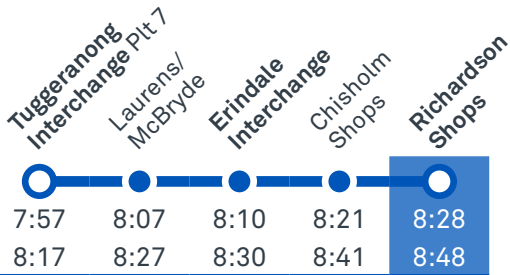 Tuggeranong
Interchange Plt 7
Laurens/
McBryde
Erindale
Interchange
Chisholm
Shops
Richardson
Shops
7:57 8:07 8:10 8:21 8:28
8:17 8:27 8:30 8:41 8:48